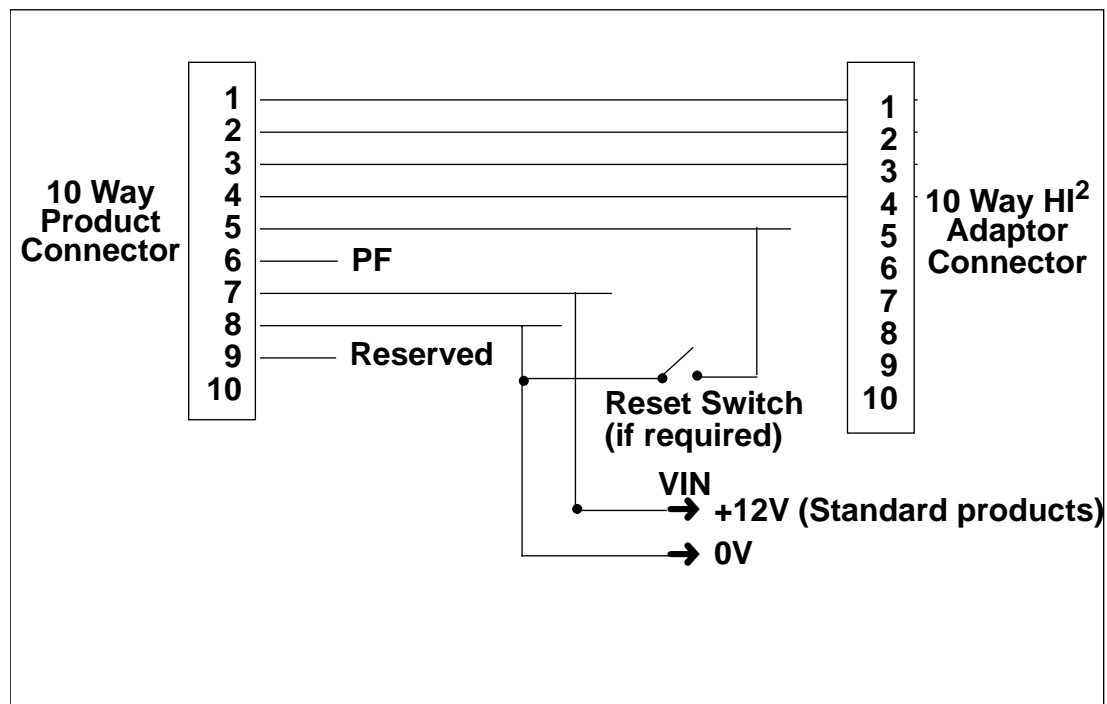 1
2
3
4
5
6
7
8
9
10
10 Way
Product
Connector
PF
Reserved
Reset Switch
(if required)
VIN
+12V (Standard products)
0V
1
2
3
4
5
6
7
8
9
10
10 Way HI²
Adaptor
Connector